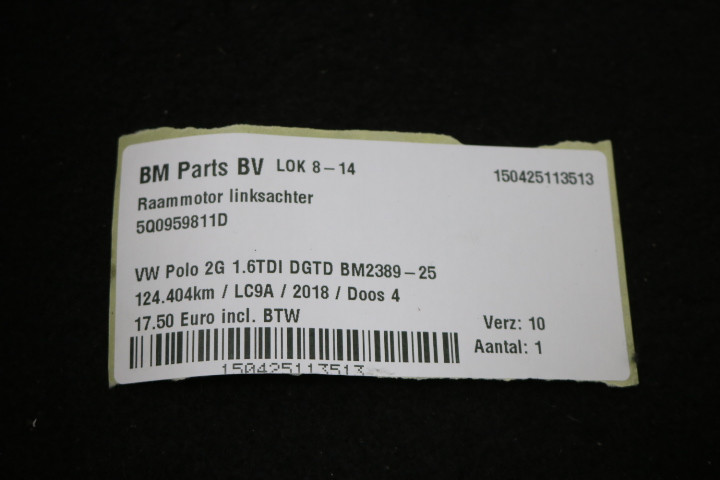 BM Parts BV LOK 8-14
150425113513
Raammotor linksachter
5Q0959811D
VW Polo 2G 1.6TDI DGTD BM2389-25
124.404km / LC9A / 2018 / Doos 4
17.50 Euro incl. BTW
Verz: 10
Aantal: 1
150425113513